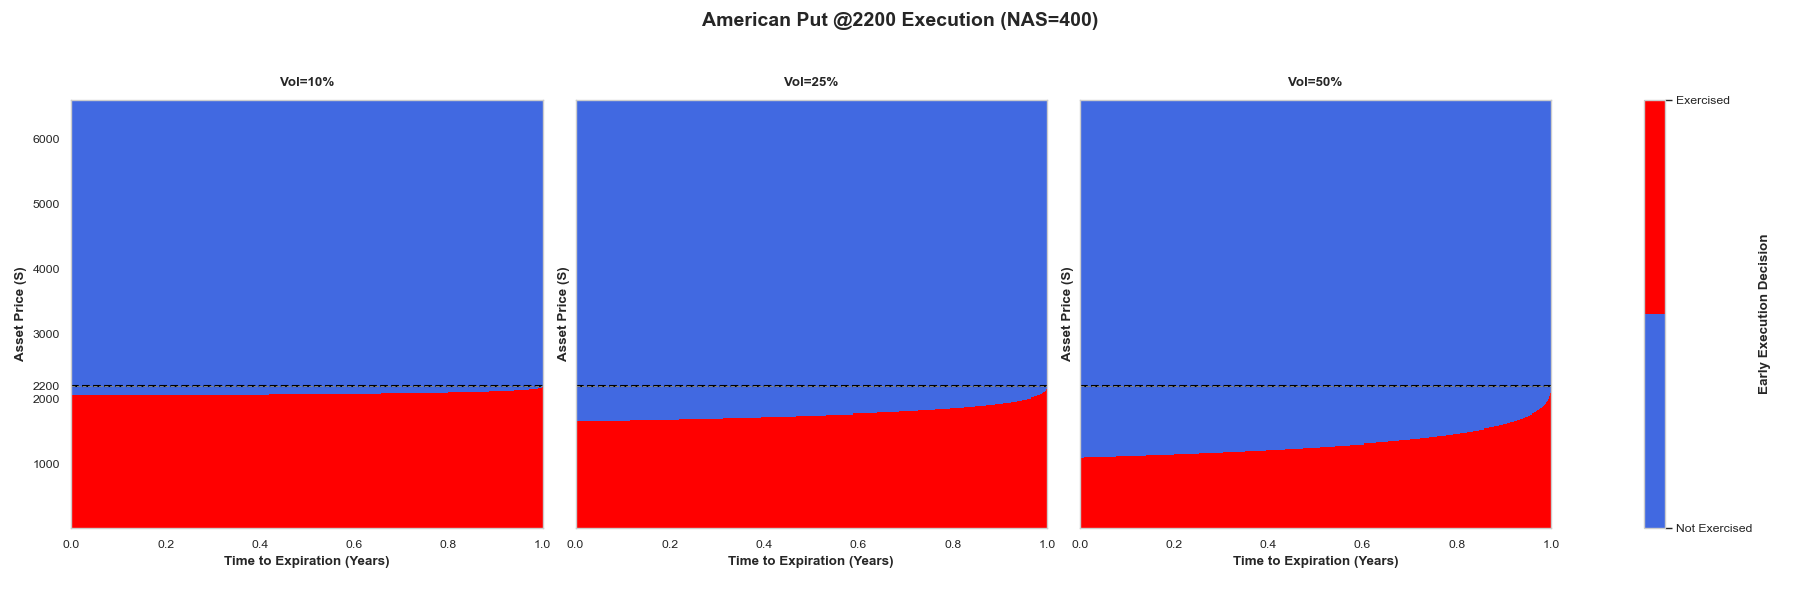 American Put @2200 Execution (NAS=400)
Vol=10%
Vol=25%
Vol=50%
Asset Price (S)
6000
5000
4000
3000
2200
2000
1000
0.0 0.2 0.4 0.6 0.8 1.0
Time to Expiration (Years)
Asset Price (S)
0.0 0.2 0.4 0.6 0.8 1.0
Time to Expiration (Years)
Asset Price (S)
0.0 0.2 0.4 0.6 0.8 1.0
Time to Expiration (Years)
Exercised
Not Exercised
Early Execution Decision